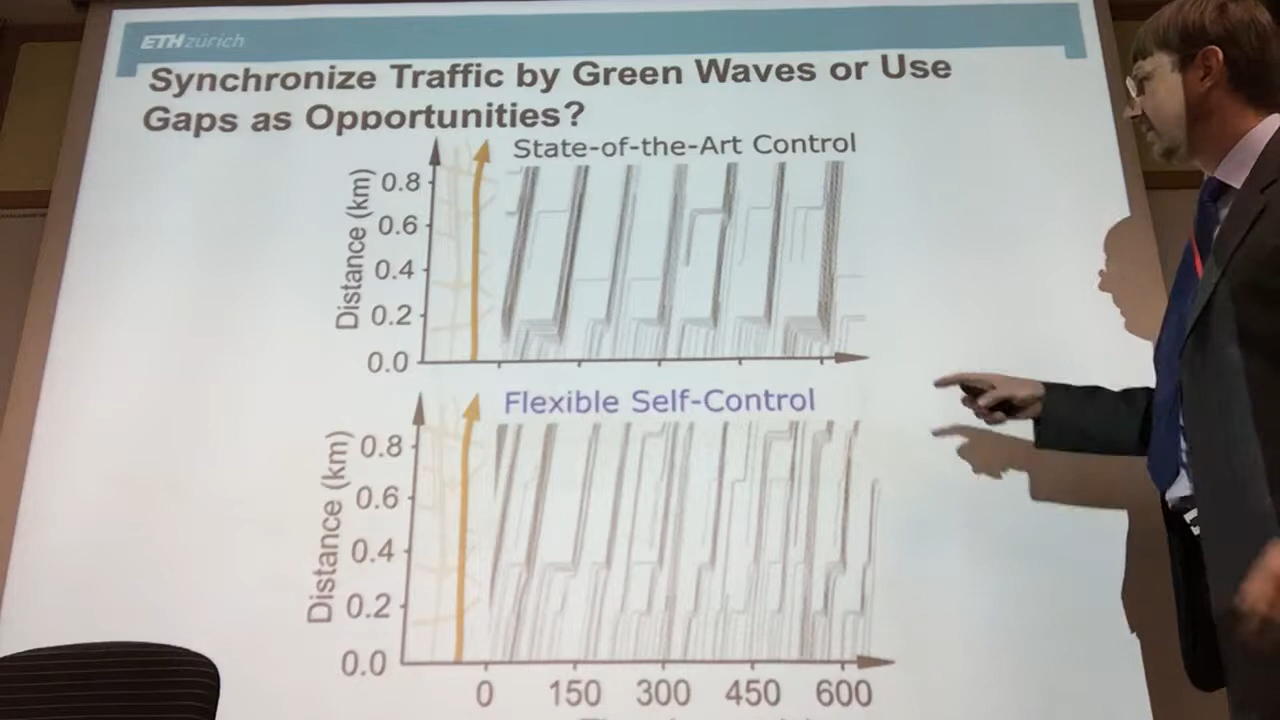 ETH zürich
Synchronize Traffic by Green Waves or Use
Gaps as Opportunities?
State-of-the-Art Control
Distance (km)
0.8
0.6
0.4
0.2
0.0
Flexible Self-Control
Distance (km)
0.8
0.6
0.4
0.2
0.0
0 150 300 450 600